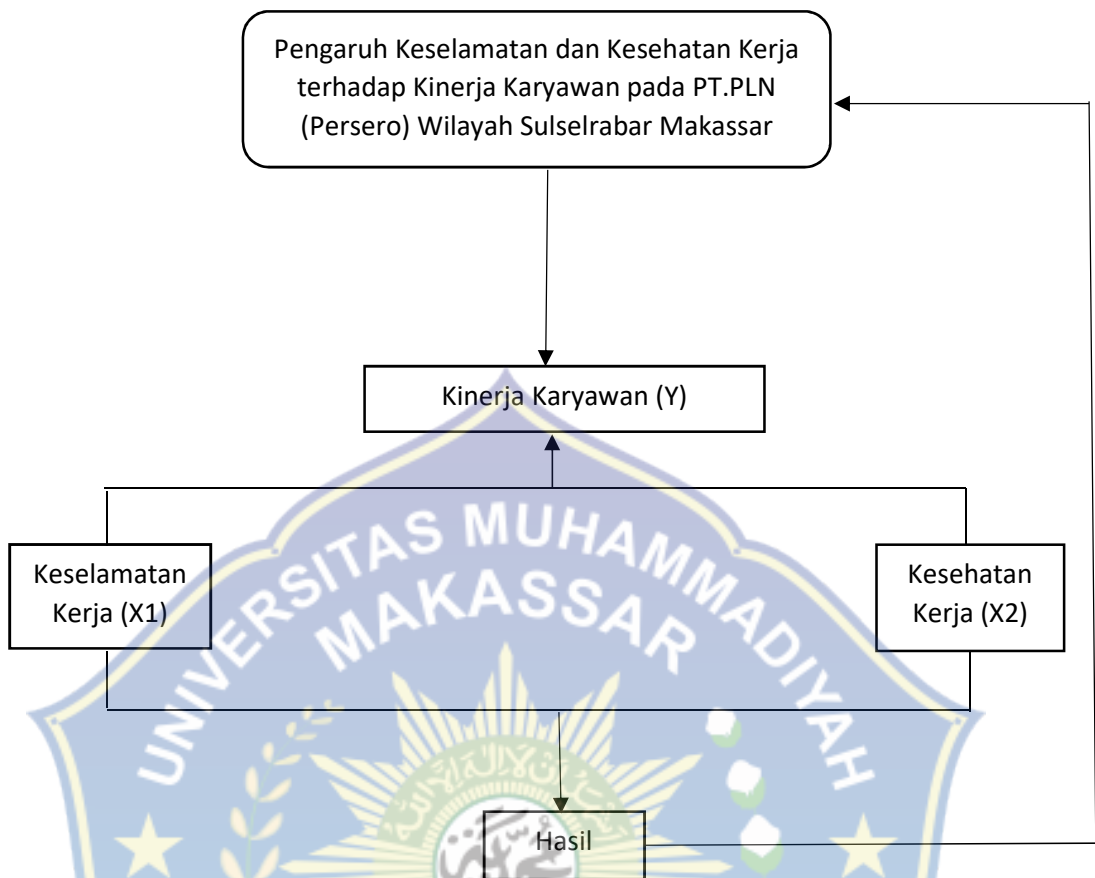 Pengaruh Keselamatan dan Kesehatan Kerja
terhadap Kinerja Karyawan pada PT.PLN
(Persero) Wilayah Sulselrabar Makassar
Kinerja Karyawan (Y)
UNIVERSITAS MUHAMMADIYAH
MAKASSAR
Keselamatan
Kerja (X1)
Kesehatan
Kerja (X2)
Hasil